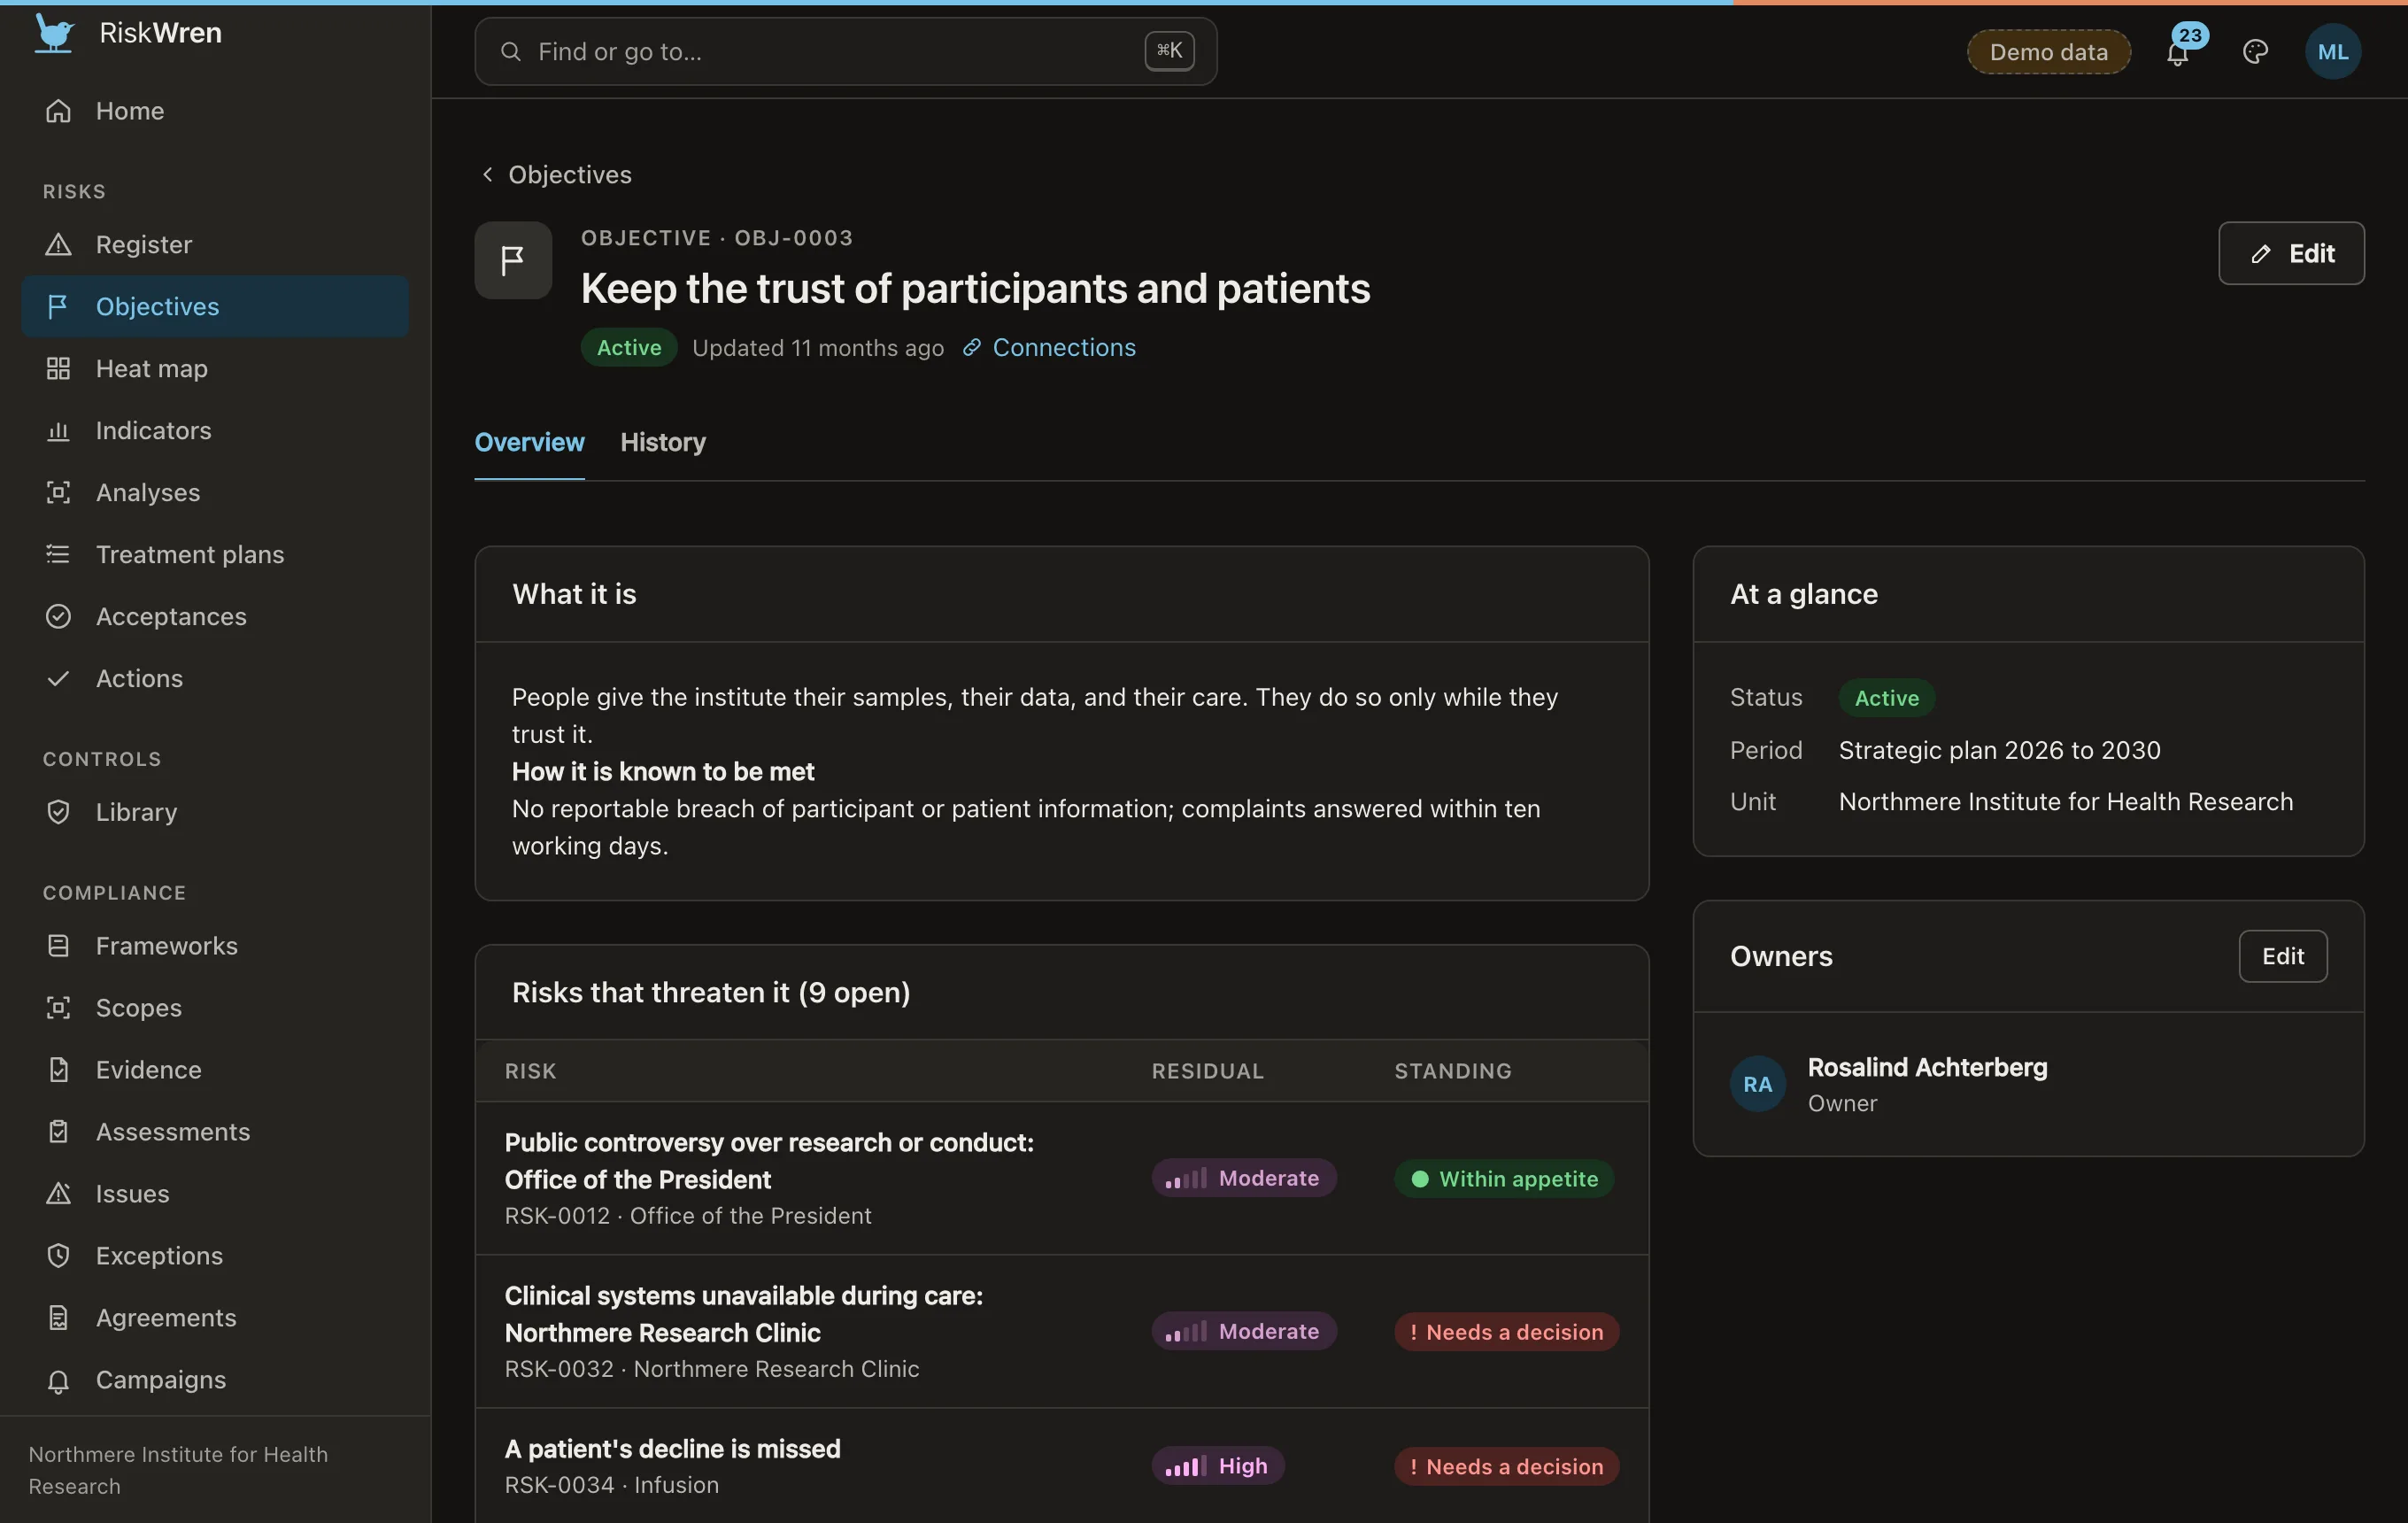 RiskWren
Find or go to...
⌘K
Demo data
23
ML
Home
RISKS
Register
Objectives
Heat map
Indicators
Analyses
Treatment plans
Acceptances
Actions
CONTROLS
Library
COMPLIANCE
Frameworks
Scopes
Evidence
Assessments
Issues
Exceptions
Agreements
Campaigns
Northmere Institute for Health
Research
Objectives
OBJECTIVE · OBJ-0003
Keep the trust of participants and patients
Edit
Active Updated 11 months ago Connections
Overview History
What it is
People give the institute their samples, their data, and their care. They do so only while they
trust it.
How it is known to be met
No reportable breach of participant or patient information; complaints answered within ten
working days.
Risks that threaten it (9 open)
RISK RESIDUAL STANDING
Public controversy over research or conduct:
Office of the President
RSK-0012 · Office of the President
Moderate
Within appetite
Clinical systems unavailable during care:
Northmere Research Clinic
RSK-0032 · Northmere Research Clinic
Moderate
! Needs a decision
A patient's decline is missed
RSK-0034 · Infusion
High
! Needs a decision
At a glance
Status Active
Period Strategic plan 2026 to 2030
Unit Northmere Institute for Health Research
Owners
Edit
RA
Rosalind Achterberg
Owner